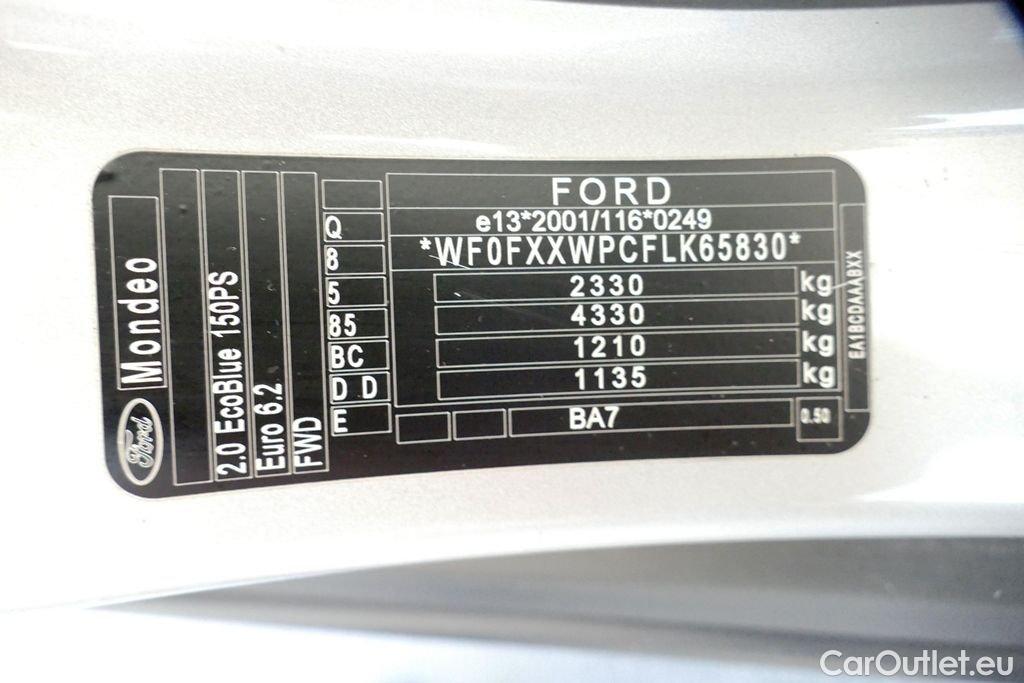 Ford
Mondeo
2.0 EcoBlue 150PS
Euro 6.2
FWD
Q
8
5
85
BC
D D
E
FORD
e13*2001/116*0249
*WF0FXXWPCFLK65830*
2330 kg
4330 kg
1210 kg
1135 kg
BA7
0.50
EA18CDAAABXX
CarOutlet.eu